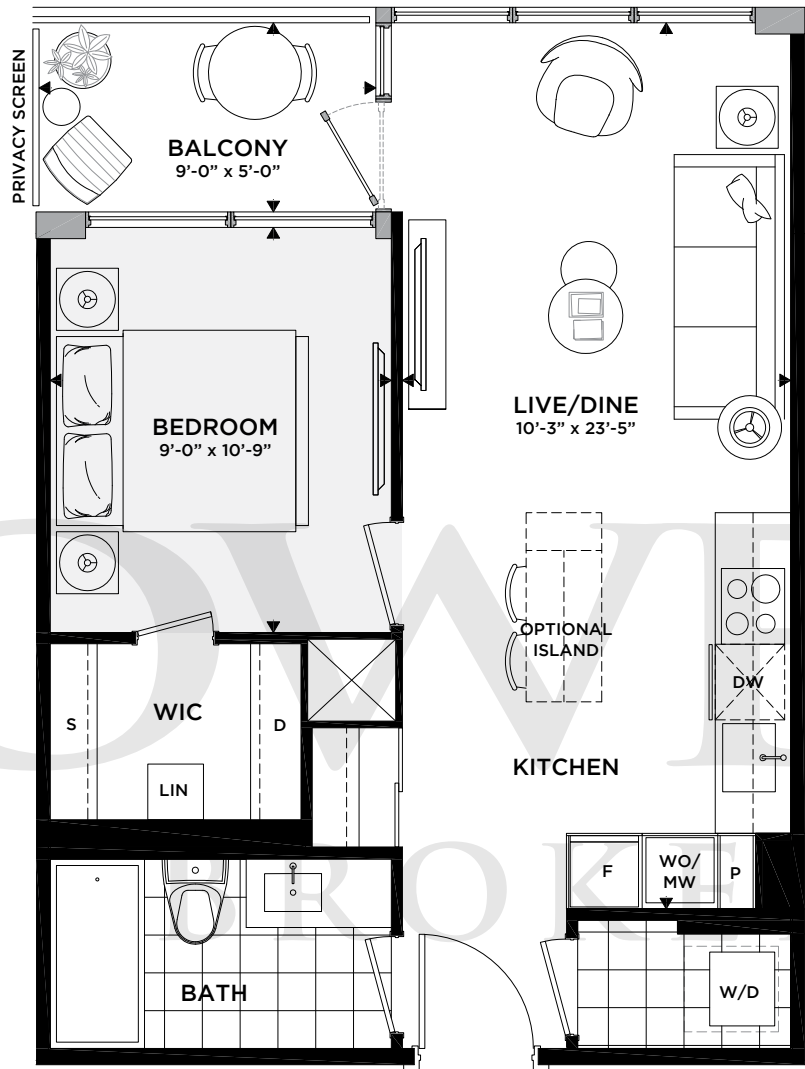 PRIVACY SCREEN
BALCONY
9'-0” x 5'-0”
BEDROOM
9'-0” x 10'-9”
LIVE/DINE
10'-3” x 23'-5”
OPTIONAL
ISLAND
DW
S
WIC
D
LIN
KITCHEN
F
WO/
MW
P
BATH
W/D